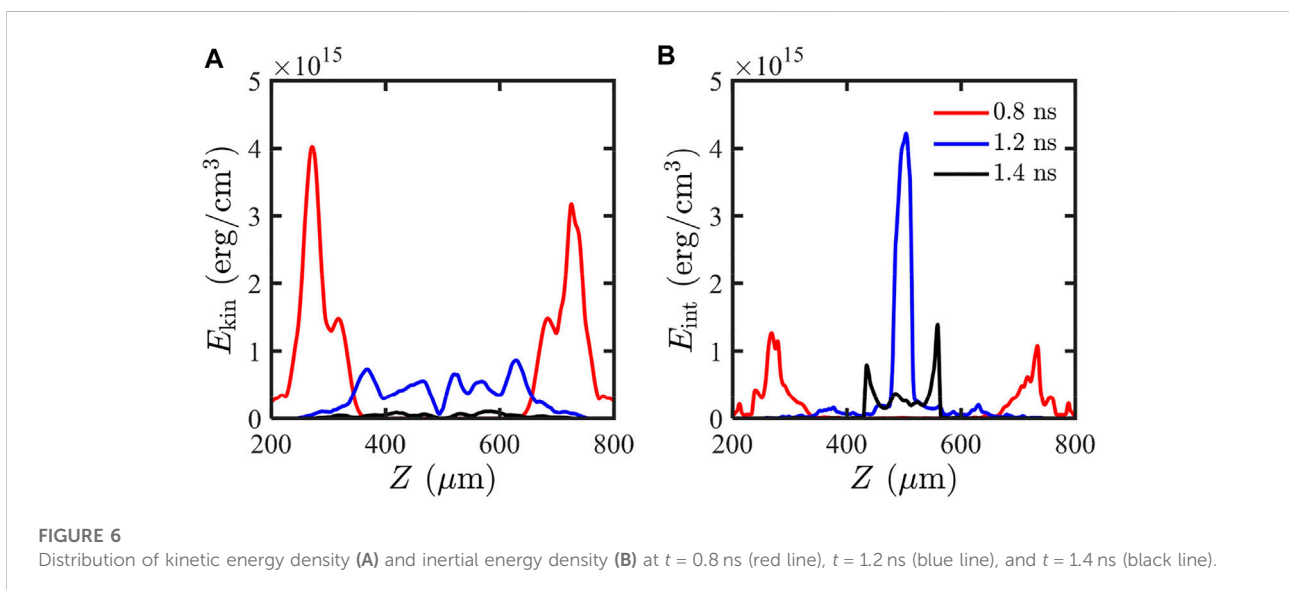 A
×10^15
5
4
3
2
1
0
E_kin (erg/cm^3)
200 400 600 800
Z (μm)
B
×10^15
5
4
3
2
1
0
E_int (erg/cm^3)
0.8 ns
1.2 ns
1.4 ns
200 400 600 800
Z (μm)
FIGURE 6
Distribution of kinetic energy density (A) and inertial energy density (B) at t = 0.8 ns (red line), t = 1.2 ns (blue line), and t = 1.4 ns (black line).